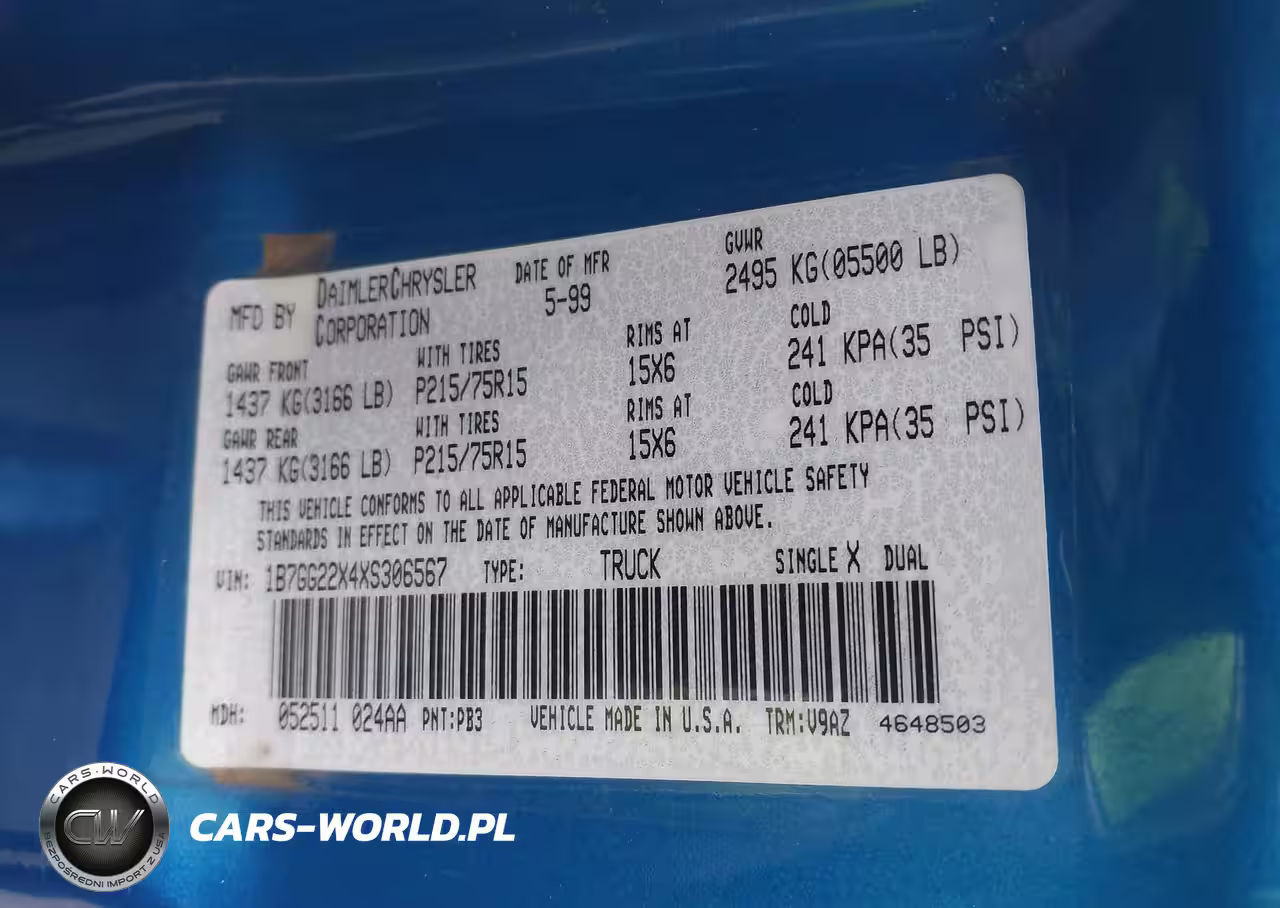 MFD BY DAIMLERCHRYSLER CORPORATION
DATE OF MFR
5-99
GVWR
2495 KG(05500 LB)
GAWR FRONT
1437 KG(3166 LB)
WITH TIRES
P215/75R15
RIMS AT
15X6
COLD
241 KPA(35 PSI)
GAWR REAR
1437 KG(3166 LB)
WITH TIRES
P215/75R15
RIMS AT
15X6
COLD
241 KPA(35 PSI)
THIS VEHICLE CONFORMS TO ALL APPLICABLE FEDERAL MOTOR VEHICLE SAFETY
STANDARDS IN EFFECT ON THE DATE OF MANUFACTURE SHOWN ABOVE.
VIN: 1B7GG22X4XS306567 TYPE: TRUCK SINGLE X DUAL
MDH: 052511 024AA PNT:PB3 VEHICLE MADE IN U.S.A. TRM:V9AZ 4648503
CARS-WORLD
CW
BEZPOŚREDNI IMPORT Z USA
CARS-WORLD.PL